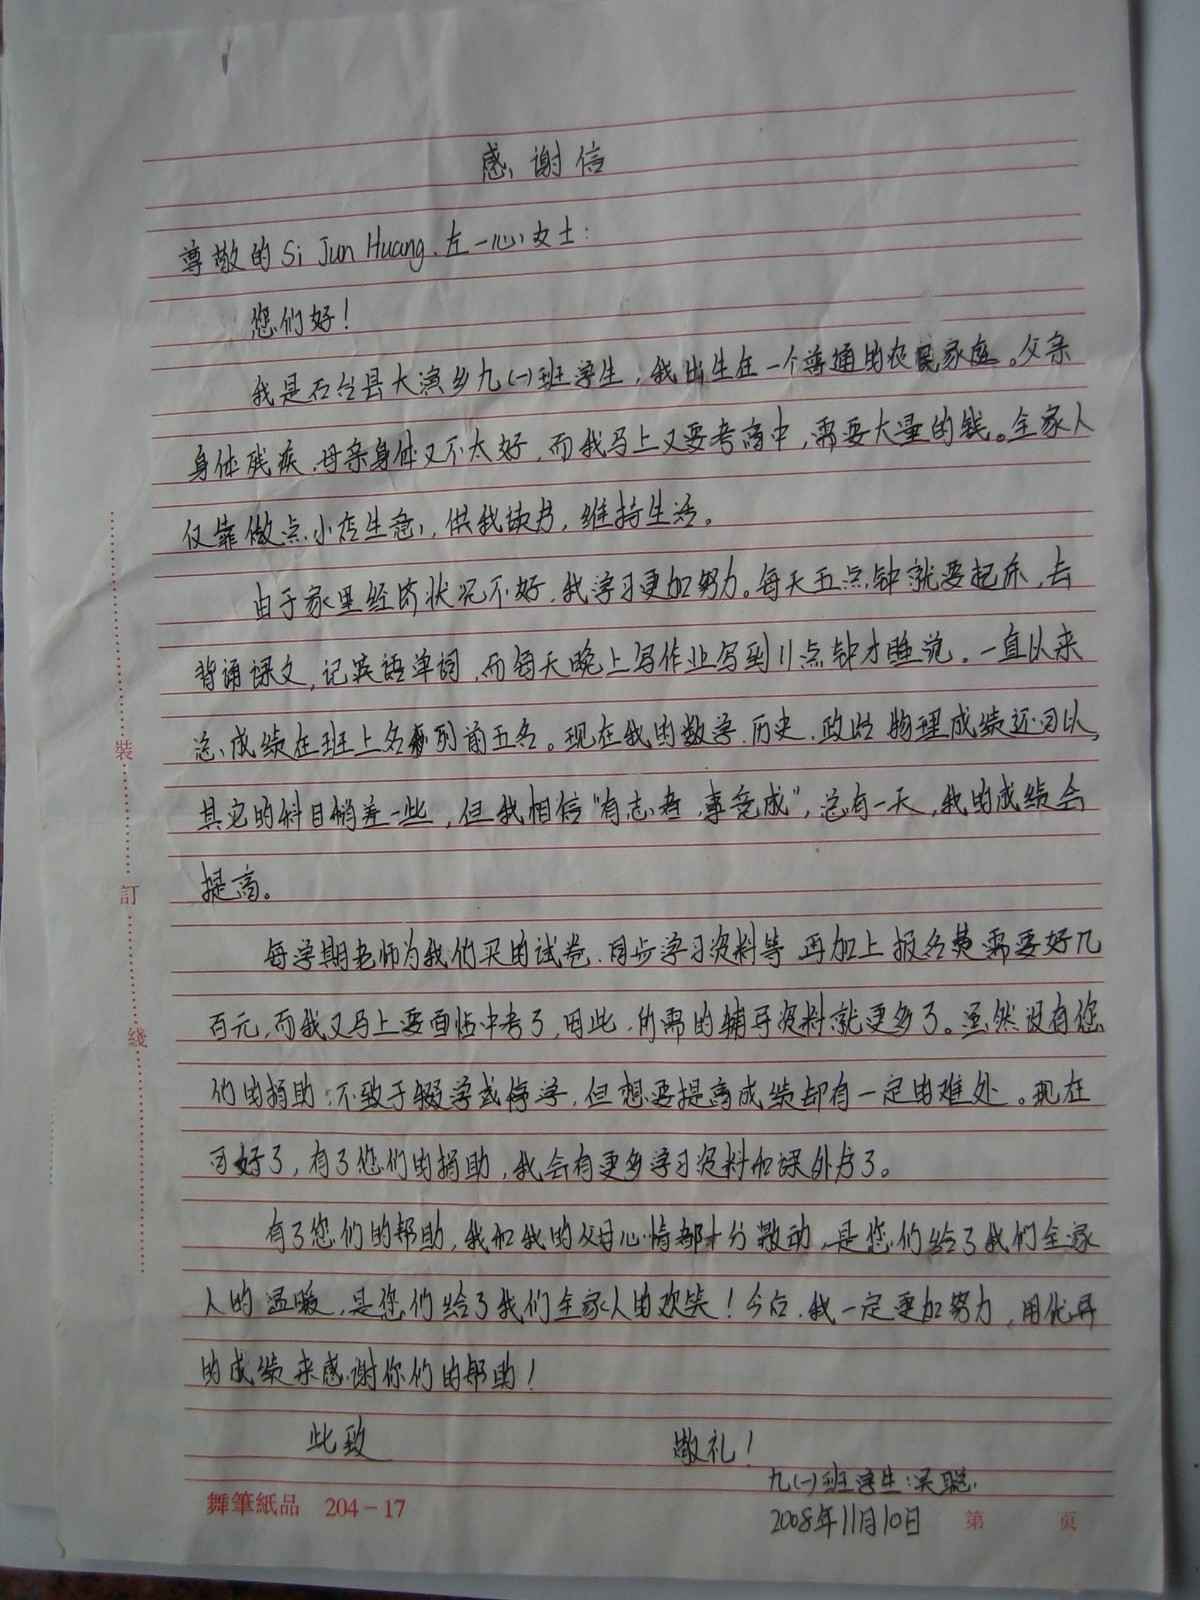 感谢信
尊敬的Si Jun Huang、左一心女士：
您们好！
我是石台县大演乡九(一)班学生，我出生在一个普通的农民家庭。父亲
身体残疾，母亲身体又不太好，而我马上又要考高中，需要大量的钱。全家人
仅靠做点小店生意，供我读书，维持生活。
由于家里经济状况不好，我学习更加努力。每天五点钟就要起床，去
背诵课文，记英语单词，而每天晚上写作业写到11点钟才睡觉。一直以来
总成绩在班上名列前五名。现在我的数学、历史、政治、物理成绩还可以，
其它的科目稍差一些，但我相信“有志者，事竟成”，总有一天，我的成绩会
提高。
每学期老师为我们买的试卷、同步学习资料等，再加上报名费需要好几
百元，而我又马上要面临中考了，因此，所需的辅导资料就更多了。虽然没有您
们的捐助，不致于辍学或停学，但想要提高成绩却有一定的难处。现在
可好了，有了您们的捐助，我会有更多学习资料和课外书了。
有了您们的帮助，我和我的父母心情都十分激动，是您们给了我们全家
人的温暖，是您们给了我们全家人的欢笑！今后，我一定更加努力，用优异
的成绩来感谢你们的帮助！
此致 敬礼！
九(一)班学生：吴聪
2008年11月10日
裝訂綫
舞筆紙品 204-17 第 页